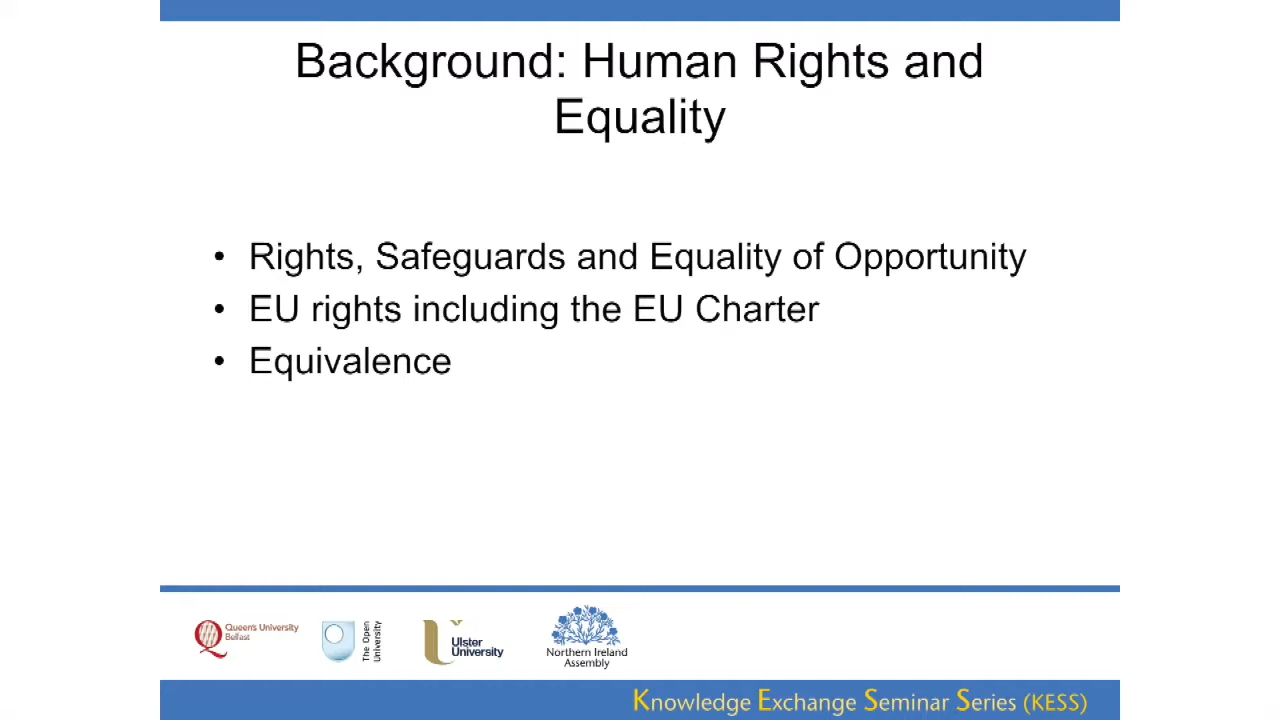 Background: Human Rights and
Equality
• Rights, Safeguards and Equality of Opportunity
• EU rights including the EU Charter
• Equivalence
Queen's University
Belfast
The Open
University
Ulster
University
Northern Ireland
Assembly
Knowledge Exchange Seminar Series (KESS)